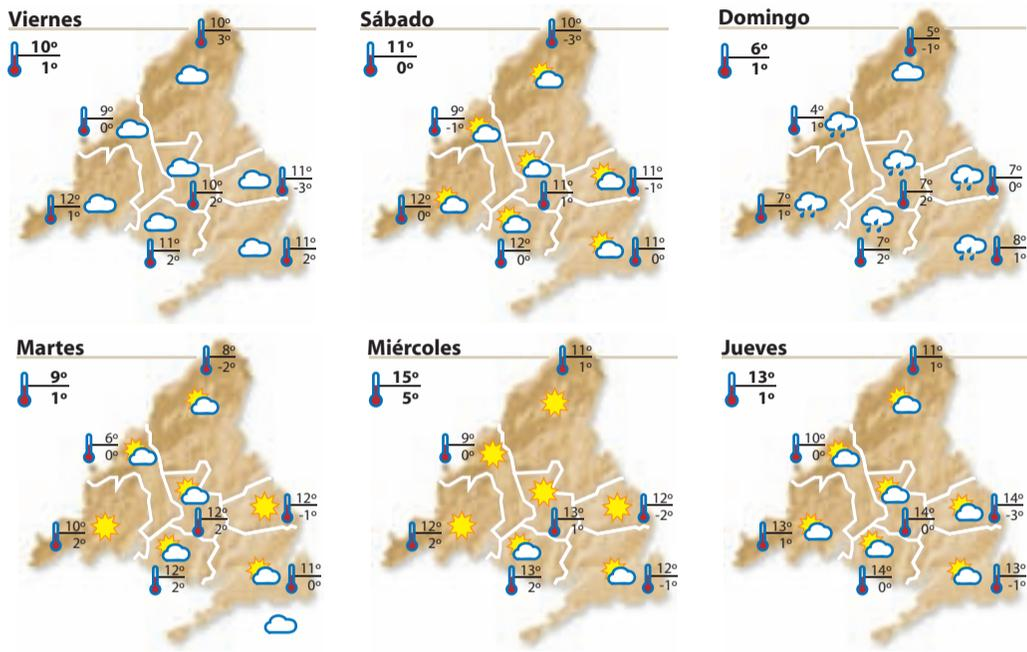 Viernes
10º
1º
10º
3º
9º
0º
11º
-3º
10º
2º
12º
1º
11º
2º
11º
2º
Sábado
11º
0º
10º
-3º
9º
-1º
11º
-1º
11º
1º
12º
0º
12º
0º
11º
0º
Domingo
6º
1º
5º
-1º
4º
1º
7º
0º
7º
2º
7º
1º
7º
2º
8º
1º
Martes
9º
1º
8º
-2º
6º
0º
12º
-1º
12º
2º
10º
2º
12º
2º
11º
0º
Miércoles
15º
5º
11º
1º
9º
0º
12º
-2º
13º
1º
12º
2º
13º
2º
12º
-1º
Jueves
13º
1º
11º
1º
10º
0º
14º
-3º
14º
0º
13º
1º
14º
0º
13º
-1º